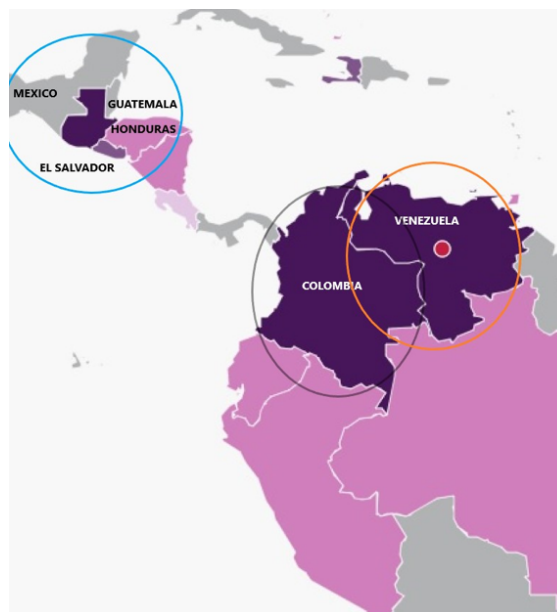 MEXICO
GUATEMALA
HONDURAS
EL SALVADOR
VENEZUELA
COLOMBIA